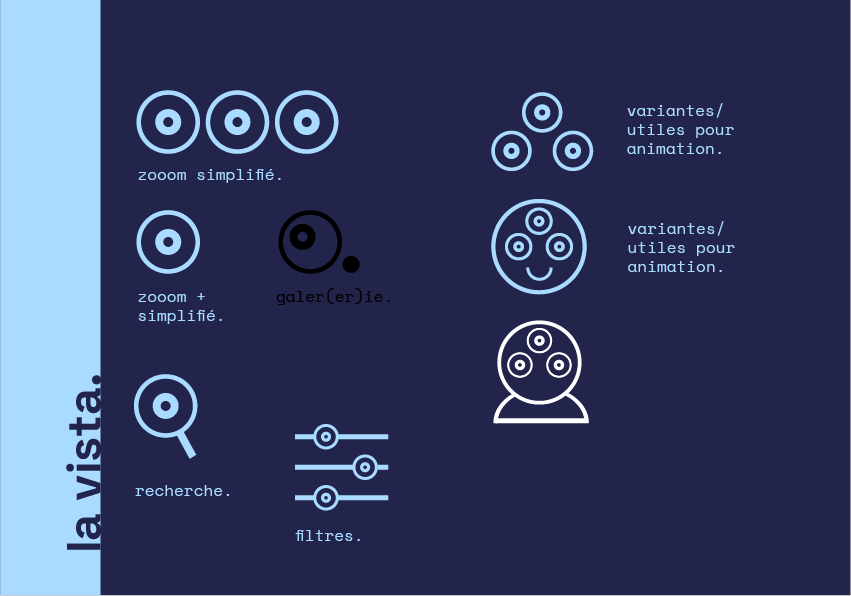 zooom simplifié.
variantes/
utiles pour
animation.
zooom +
simplifié.
galer(er)ie.
variantes/
utiles pour
animation.
recherche.
filtres.
la vista.